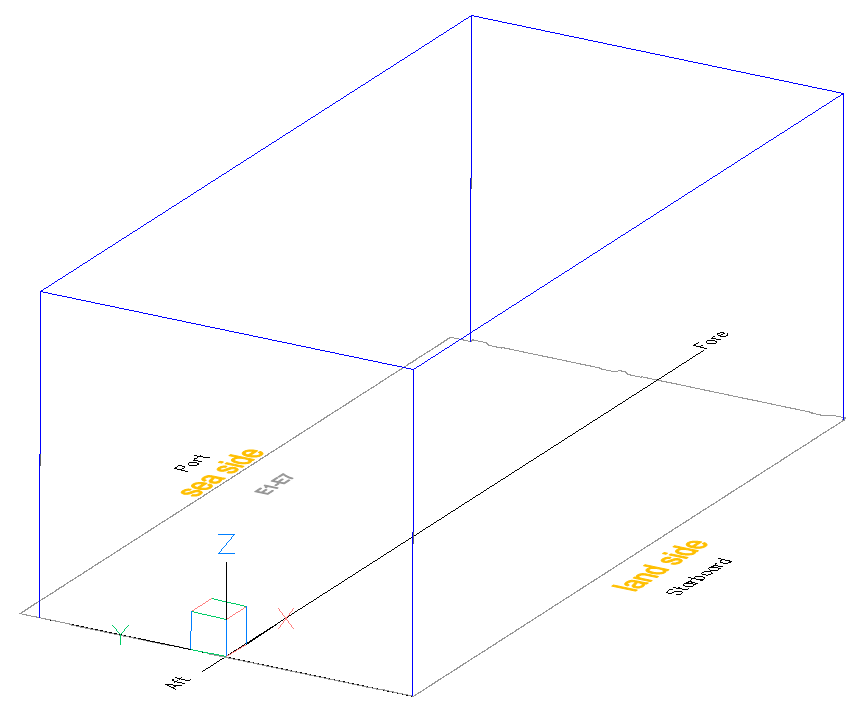 Fore
Port
sea side
E1-E7
Z
land side
Starboard
X
Y
Aft